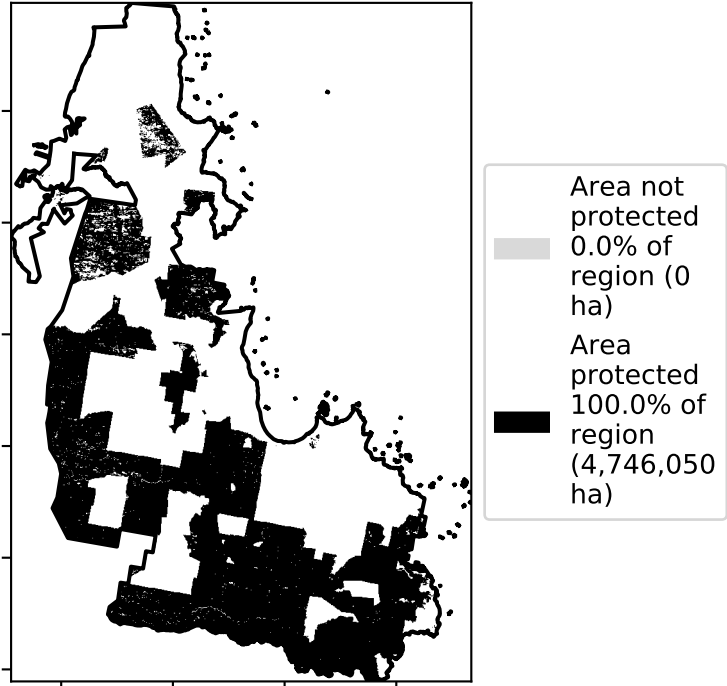 Area not
protected
0.0% of
region (0
ha)
Area
protected
100.0% of
region
(4,746,050
ha)